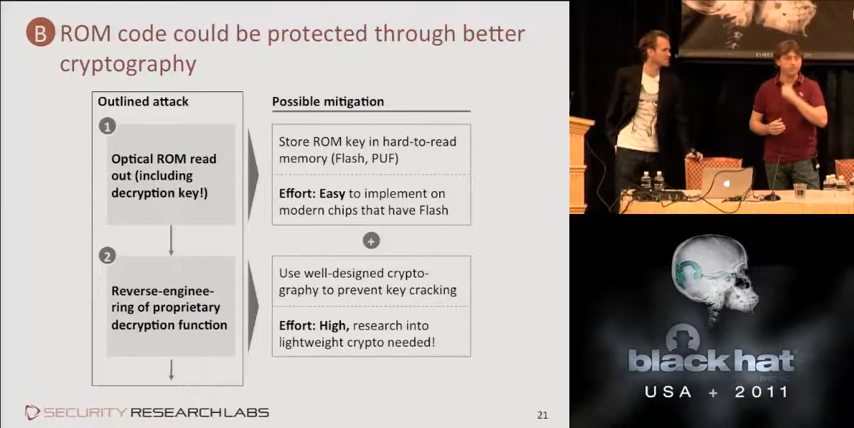 B ROM code could be protected through better
cryptography
Outlined attack
1
Optical ROM read
out (including
decryption key!)
2
Reverse-enginee-
ring of proprietary
decryption function
Possible mitigation
Store ROM key in hard-to-read
memory (Flash, PUF)
Effort: Easy to implement on
modern chips that have Flash
+
Use well-designed crypto-
graphy to prevent key cracking
Effort: High, research into
lightweight crypto needed!
SECURITY RESEARCH LABS
21
black hat
USA + 2011